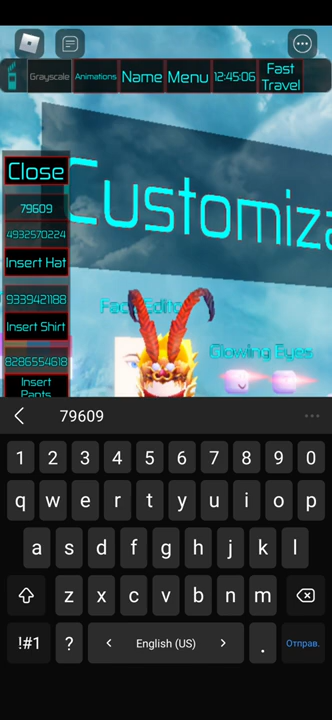 Grayscale Animations Name Menu 12:45:06 Fast
Travel
Close
Customiza
79609
4932570224
Insert Hat
9339421188
Face Editor
Insert Shirt
Glowing Eyes
8286554618
Insert
Pants
79609
1 2 3 4 5 6 7 8 9 0
q w e r t y u i o p
a s d f g h j k l
z x c v b n m
!#1 ? < English (US) > . Отправ.